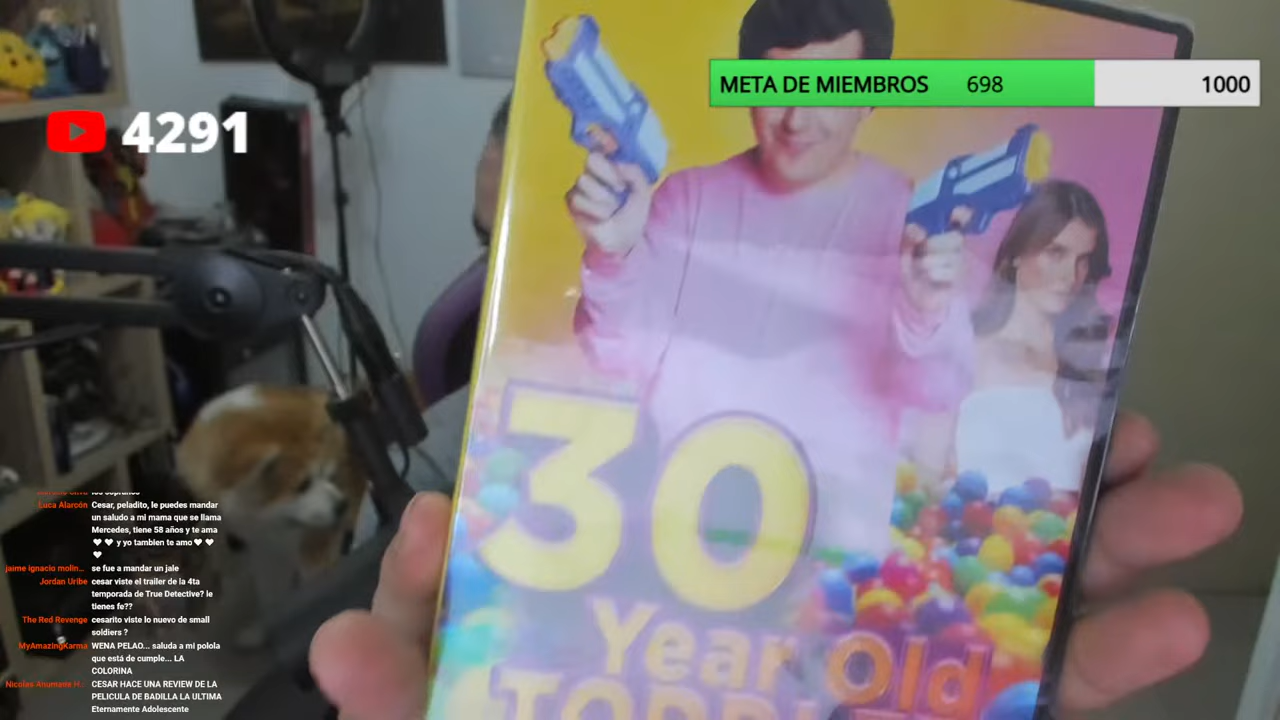 META DE MIEMBROS 698 1000
4291
30
Year Old
Luca Alarcón Cesar, peladito, le puedes mandar
un saludo a mi mama que se llama
Mercedes, tiene 58 años y te ama
❤❤ y yo tambien te amo❤❤
❤
jaime ignacio molin... se fue a mandar un jale
Jordan Uribe cesar viste el trailer de la 4ta
temporada de True Detective? le
tienes fe??
The Red Revenge cesarito viste lo nuevo de small
soldiers ?
MyAmazingKarma WENA PELAO... saluda a mi polola
que está de cumple... LA
COLORINA
Nicolas CESAR HACE UNA REVIEW DE LA
PELICULA DE BADILLA LA ULTIMA
Eternamente Adolescente